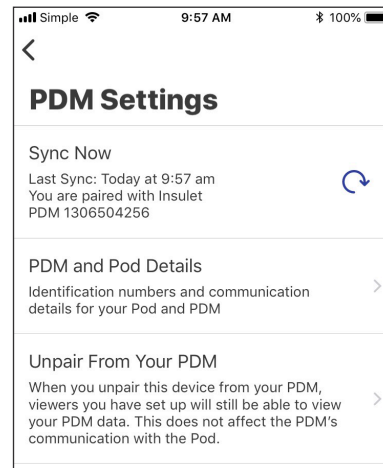 Simple 9:57 AM 100%
PDM Settings
Sync Now
Last Sync: Today at 9:57 am
You are paired with Insulet
PDM 1306504256
PDM and Pod Details
Identification numbers and communication
details for your Pod and PDM
Unpair From Your PDM
When you unpair this device from your PDM,
viewers you have set up will still be able to view
your PDM data. This does not affect the PDM’s
communication with the Pod.